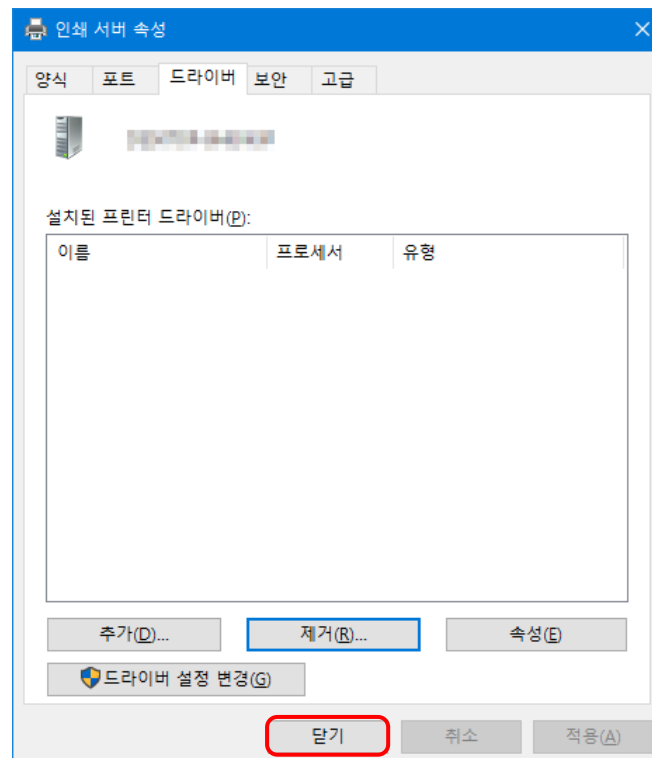 인쇄 서버 속성
양식 포트 드라이버 보안 고급
설치된 프린터 드라이버(P):
이름 프로세서 유형
추가(D)... 제거(R)... 속성(E)
드라이버 설정 변경(G)
닫기 취소 적용(A)